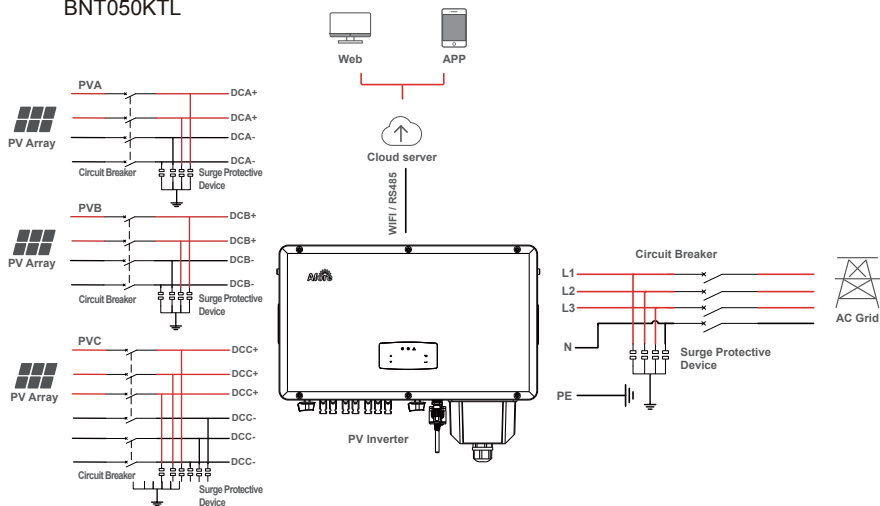 BNT050KTL
Web
APP
Cloud server
WIFI / RS485
PVA
DCA+
DCA+
DCA-
DCA-
PV Array
Circuit Breaker
Surge Protective
Device
PVB
DCB+
DCB+
DCB-
DCB-
PV Array
Circuit Breaker
Surge Protective
Device
PVC
DCC+
DCC+
DCC+
DCC-
DCC-
DCC-
PV Array
Circuit Breaker
Surge Protective
Device
PV Inverter
Circuit Breaker
L1
L2
L3
N
PE
Surge Protective
Device
AC Grid